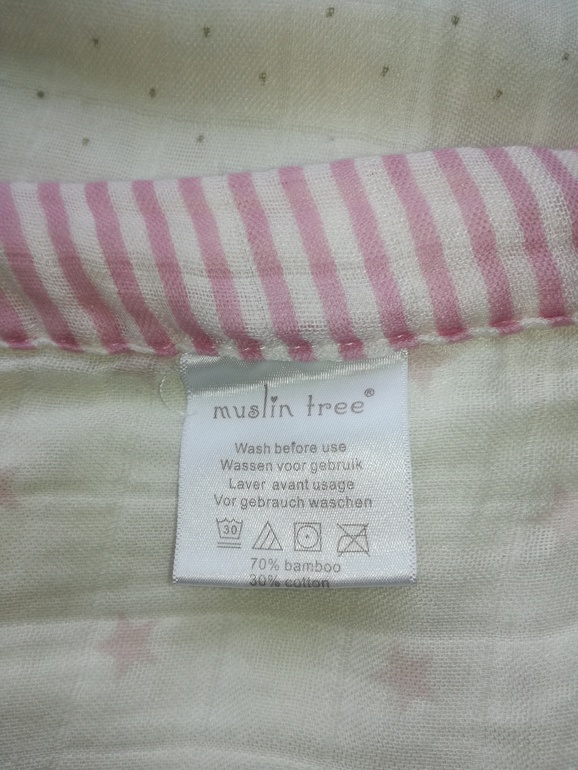 muslin tree®
Wash before use
Wassen voor gebruik
Laver avant usage
Vor gebrauch waschen
30
70% bamboo
30% cotton